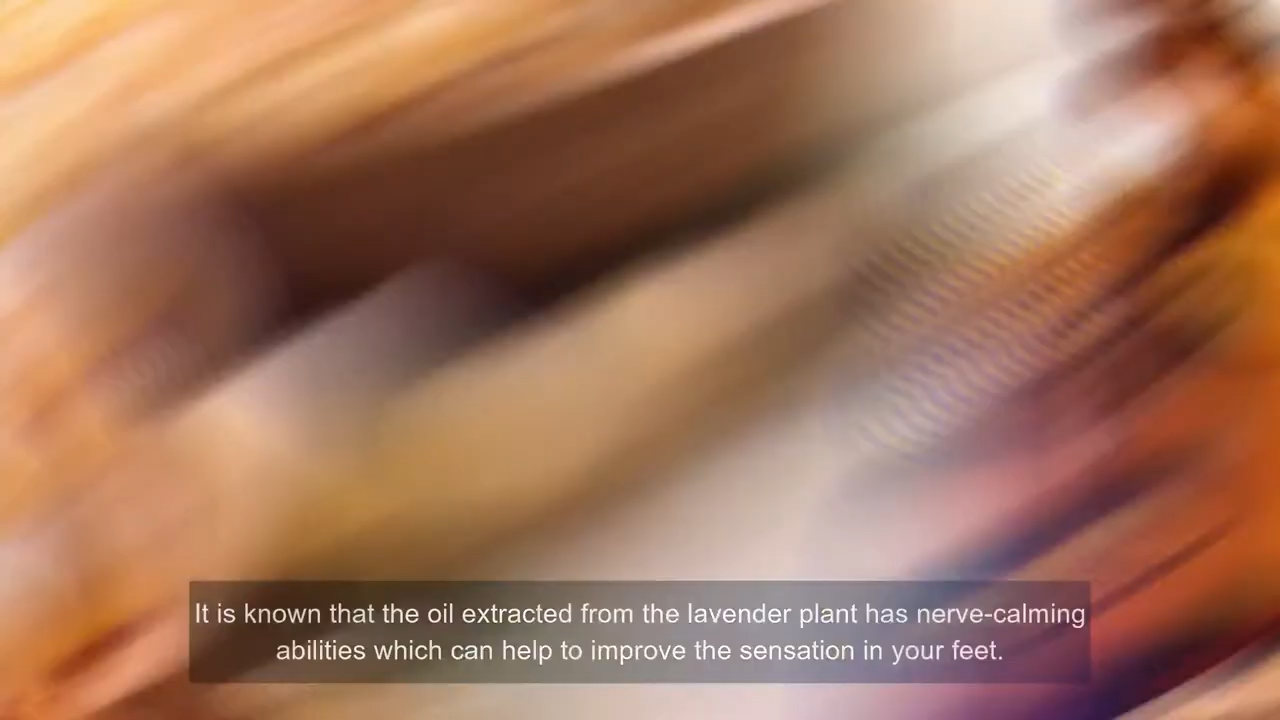 It is known that the oil extracted from the lavender plant has nerve-calming
abilities which can help to improve the sensation in your feet.